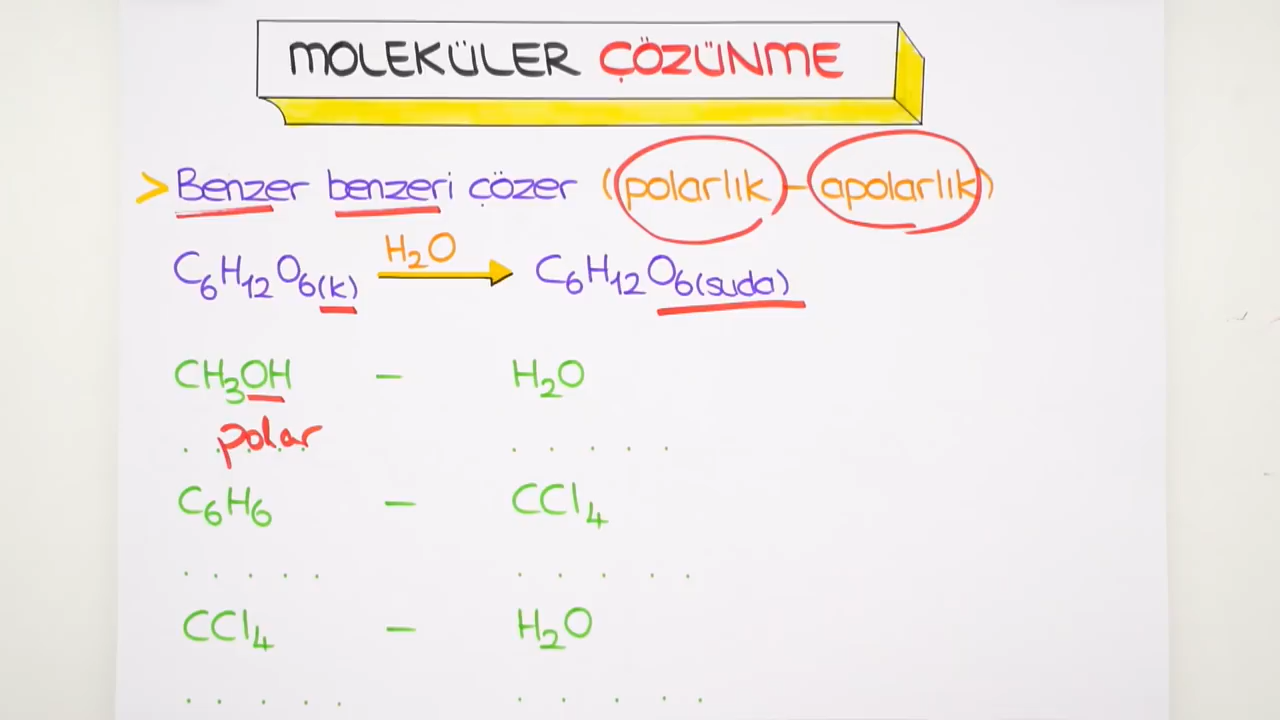 MOLEKÜLER ÇÖZÜNME
> Benzer benzeri çözer (polarlık - apolarlık)
C₆H₁₂O₆(k) H₂O → C₆H₁₂O₆(suda)
CH₃OH - H₂O
. polar . . . . .
C₆H₆ - CCl₄
. . . . . . . . .
CCl₄ - H₂O
. . . . . . . . . .